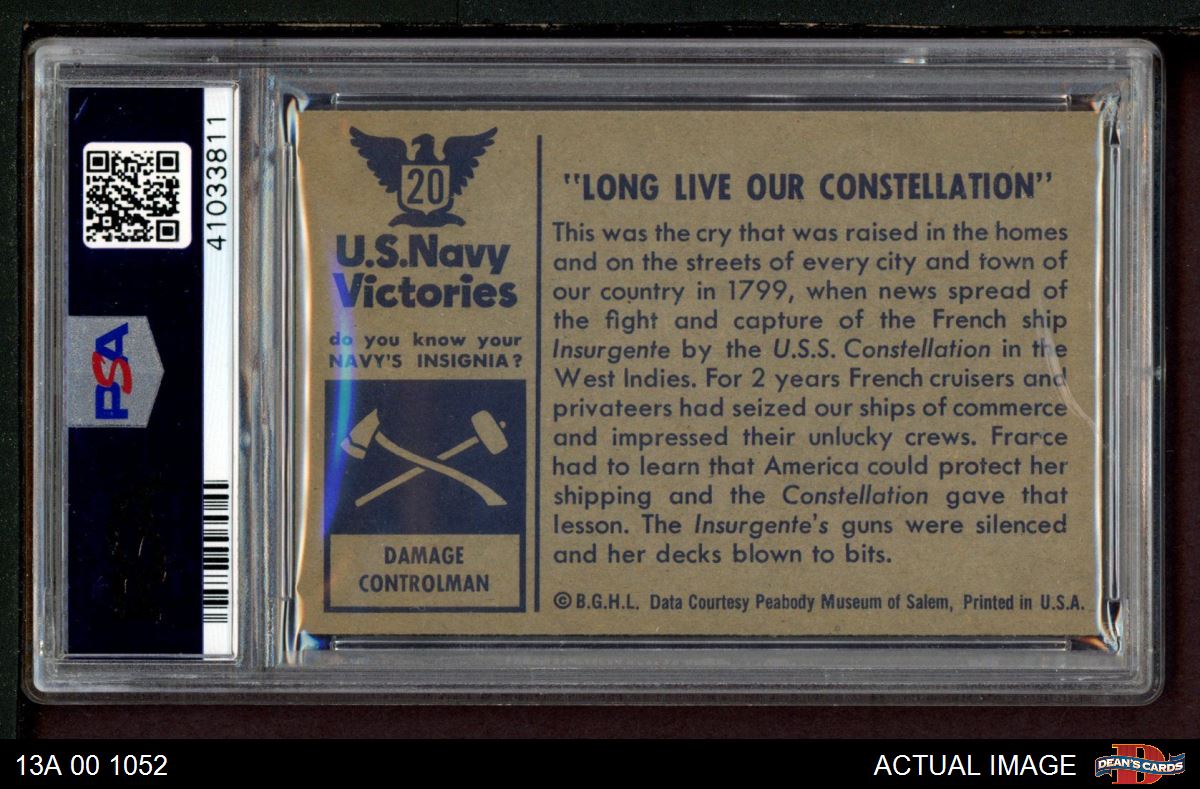 PSA
41033811
20
U.S.Navy
Victories
do you know your
NAVY'S INSIGNIA?
DAMAGE
CONTROLMAN
"LONG LIVE OUR CONSTELLATION"
This was the cry that was raised in the homes
and on the streets of every city and town of
our country in 1799, when news spread of
the fight and capture of the French ship
Insurgente by the U.S.S. Constellation in the
West Indies. For 2 years French cruisers and
privateers had seized our ships of commerce
and impressed their unlucky crews. France
had to learn that America could protect her
shipping and the Constellation gave that
lesson. The Insurgente's guns were silenced
and her decks blown to bits.
© B.G.H.L. Data Courtesy Peabody Museum of Salem, Printed in U.S.A.
13A 00 1052
ACTUAL IMAGE
D
DEAN'S CARDS